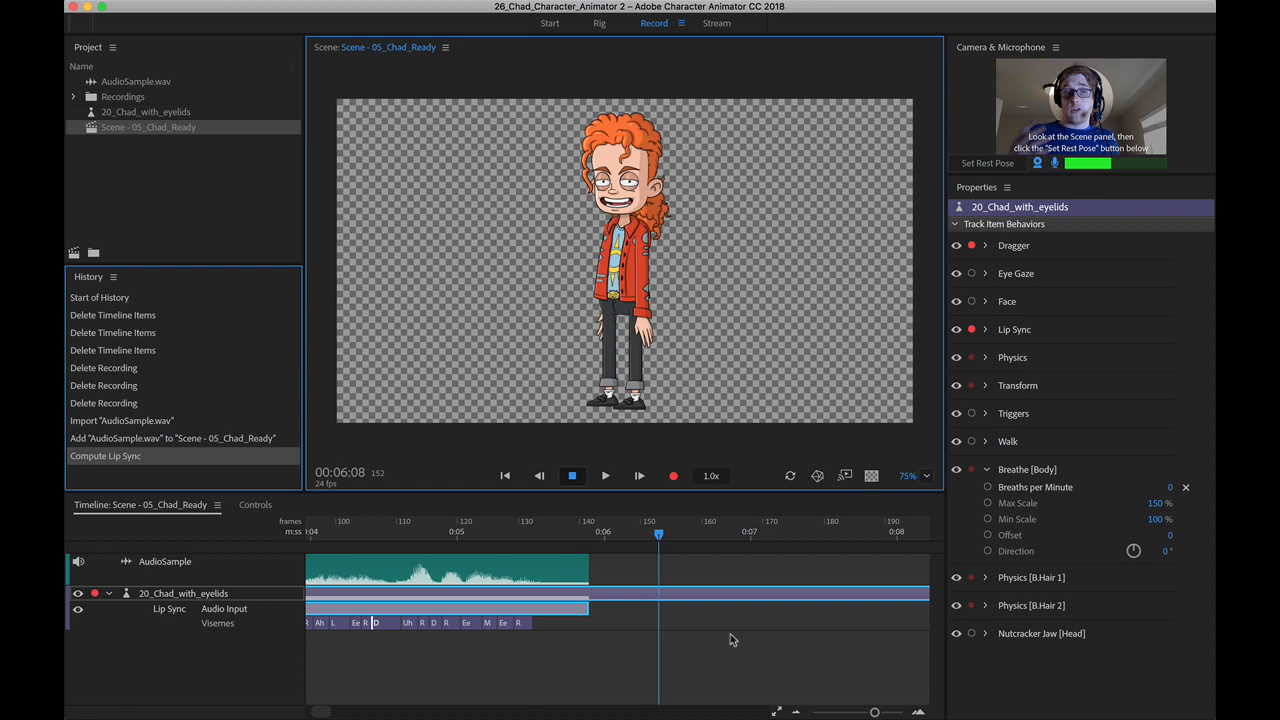 26_Chad_Character_Animator 2 – Adobe Character Animator CC 2018
Start
Rig
Record
Stream
Project
Name
AudioSample.wav
Recordings
20_Chad_with_eyelids
Scene - 05_Chad_Ready
History
Start of History
Delete Timeline Items
Delete Timeline Items
Delete Timeline Items
Delete Recording
Delete Recording
Delete Recording
Import "AudioSample.wav"
Add "AudioSample.wav" to "Scene - 05_Chad_Ready"
Compute Lip Sync
Scene: Scene - 05_Chad_Ready
00:06:08 152
24 fps
1.0x
75%
Camera & Microphone
Look at the Scene panel, then
click the "Set Rest Pose" button below
Set Rest Pose
Properties
20_Chad_with_eyelids
Track Item Behaviors
Dragger
Eye Gaze
Face
Lip Sync
Physics
Transform
Triggers
Walk
Breathe [Body]
Breaths per Minute 0
Max Scale 150 %
Min Scale 100 %
Offset 0
Direction 0°
Physics [B.Hair 1]
Physics [B.Hair 2]
Nutcracker Jaw [Head]
Timeline: Scene - 05_Chad_Ready
Controls
frames 100 110 120 130 140 150 160 170 180 190
m:ss 0:04 0:05 0:06 0:07 0:08
AudioSample
20_Chad_with_eyelids
Lip Sync Audio Input
Visemes R Ah L Ee R D Uh R D R Ee M Ee R